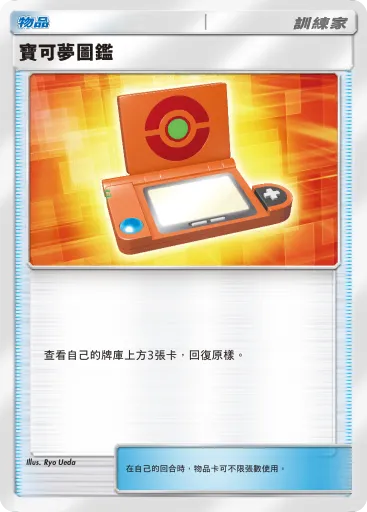 物品
訓練家
寶可夢圖鑑
查看自己的牌庫上方3張卡，回復原樣。
Illus. Ryo Ueda
在自己的回合時，物品卡可不限張數使用。